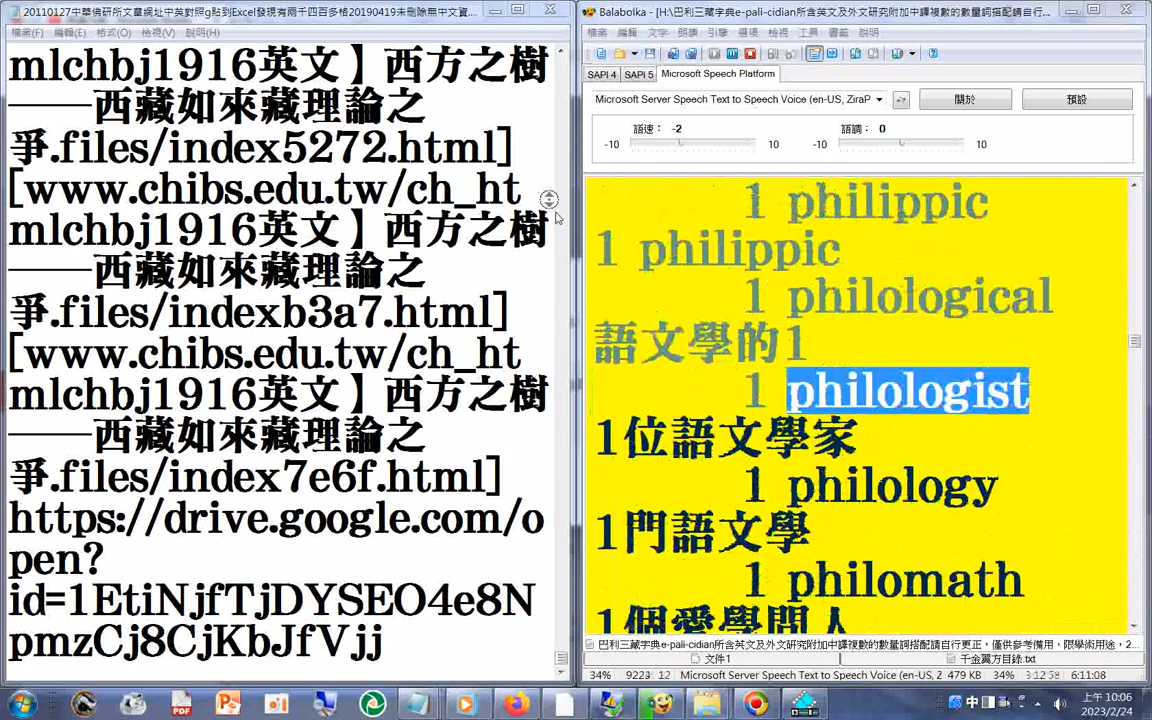 20110127中華佛研所文章網址中英對照g貼到Excel發現有兩千四百多格20190419未刪除無中文資...
檔案(F) 編輯(E) 格式(O) 檢視(V) 說明(H)
mlchbj1916英文】西方之樹
——西藏如來藏理論之
爭.files/index5272.html]
[www.chibs.edu.tw/ch_ht
mlchbj1916英文】西方之樹
——西藏如來藏理論之
爭.files/indexb3a7.html]
[www.chibs.edu.tw/ch_ht
mlchbj1916英文】西方之樹
——西藏如來藏理論之
爭.files/index7e6f.html]
https://drive.google.com/o
pen?
id=1EtiNjfTjDYSEO4e8N
pmzCj8CjKbJfVjj
Balabolka - [H:\巴利三藏字典e-pali-cidian所含英文及外文研究附加中譯複數的數量詞搭配請自行...
檔案 編輯 文字 朗讀 引擎 選項 檢視 工具 書籤 說明
SAPI 4 SAPI 5 Microsoft Speech Platform
Microsoft Server Speech Text to Speech Voice (en-US, ZiraP
關於
預設
語速： -2
語調： 0
-10 10 -10 10
1 philippic
1 philippic
1 philological
語文學的1
1 philologist
1位語文學家
1 philology
1門語文學
1 philomath
1個愛學問人
巴利三藏字典e-pali-cidian所含英文及外文研究附加中譯複數的數量詞搭配請自行更正，僅供參考備用，限學術用途，2...
文件1
千金翼方目錄.txt
34% 9223: 12 Microsoft Server Speech Text to Speech Voice (en-US 479 KB 34% 3:12:58 6:11:08
中
上午 10:06
2023/2/24